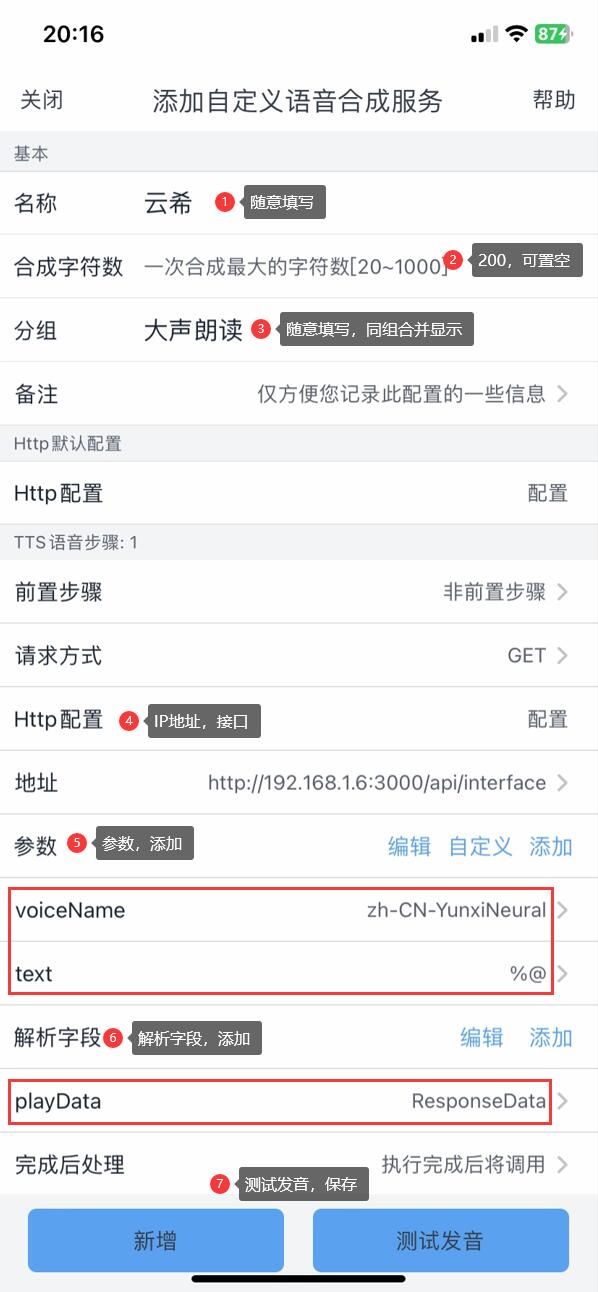 20:16 87
关闭 添加自定义语音合成服务 帮助
基本
名称 云希 1 随意填写
合成字符数 一次合成最大的字符数[20~1000] 2 200，可置空
分组 大声朗读 3 随意填写，同组合并显示
备注 仅方便您记录此配置的一些信息
Http默认配置
Http配置 配置
TTS语音步骤: 1
前置步骤 非前置步骤
请求方式 GET
Http配置 4 IP地址，接口 配置
地址 http://192.168.1.6:3000/api/interface
参数 5 参数，添加 编辑 自定义 添加
voiceName zh-CN-YunxiNeural
text %@
解析字段 6 解析字段，添加 编辑 添加
playData ResponseData
完成后处理 执行完成后将调用
7 测试发音，保存
新增 测试发音